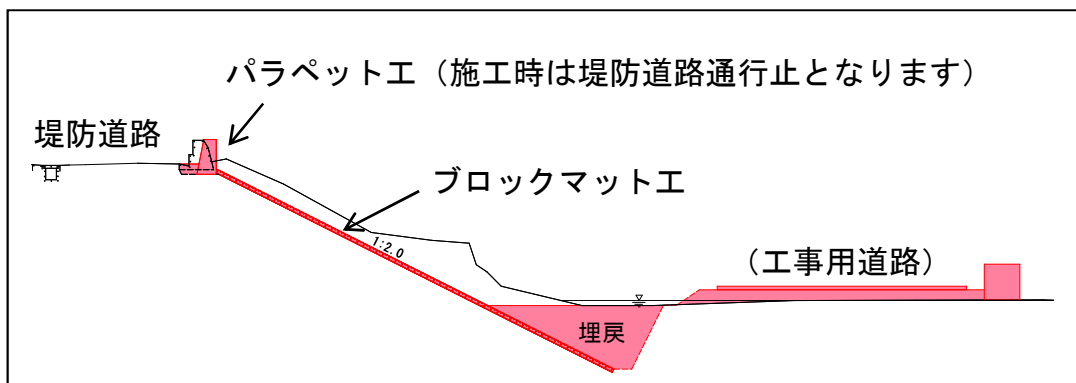 パラペット工（施工時は堤防道路通行止となります）
堤防道路
ブロックマット工
1:2.0
（工事用道路）
埋戻